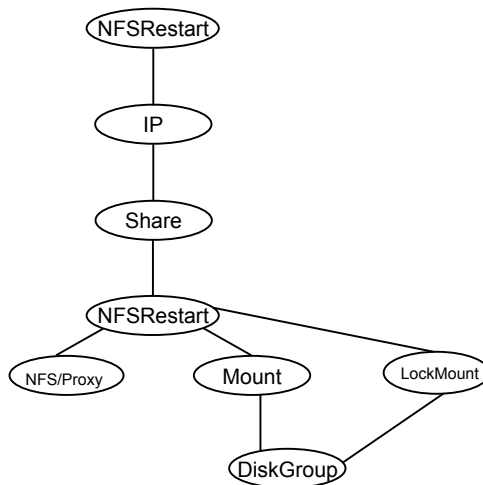 NFSRestart
IP
Share
NFSRestart
NFS/Proxy
Mount
LockMount
DiskGroup